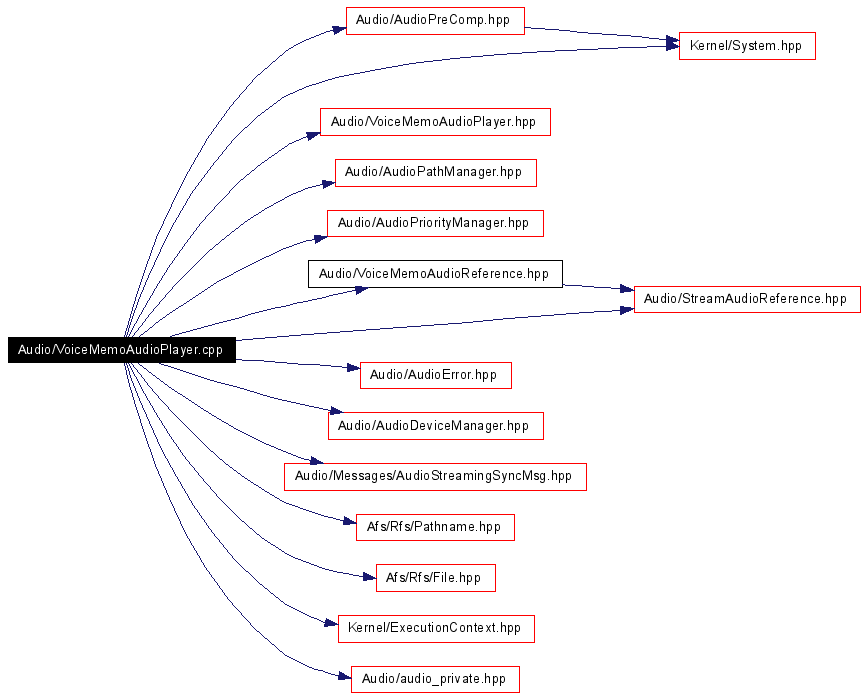 Audio/AudioPreComp.hpp
Kernel/System.hpp
Audio/VoiceMemoAudioPlayer.hpp
Audio/AudioPathManager.hpp
Audio/AudioPriorityManager.hpp
Audio/VoiceMemoAudioReference.hpp
Audio/StreamAudioReference.hpp
Audio/VoiceMemoAudioPlayer.cpp
Audio/AudioError.hpp
Audio/AudioDeviceManager.hpp
Audio/Messages/AudioStreamingSyncMsg.hpp
Afs/Rfs/Pathname.hpp
Afs/Rfs/File.hpp
Kernel/ExecutionContext.hpp
Audio/audio_private.hpp